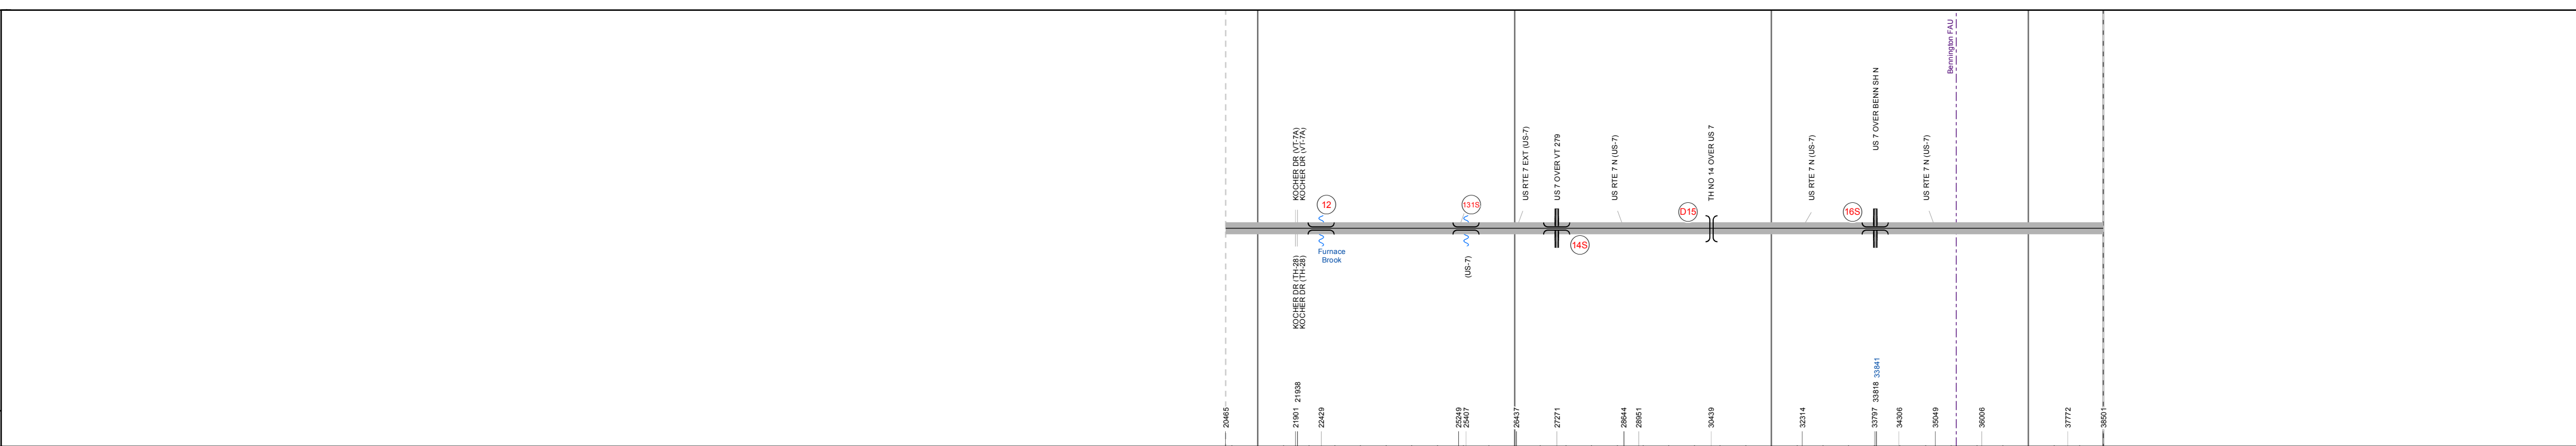 Bennington FAU
KOCHER DR (VT-7A)
KOCHER DR (VT-7A)
US RTE 7 EXT (US-7)
US 7 OVER VT 279
US RTE 7 N (US-7)
TH NO 14 OVER US 7
US RTE 7 N (US-7)
US 7 OVER BENN SH N
US RTE 7 N (US-7)
12
131S
14S
D15
16S
Furnace
Brook
KOCHER DR (TH-28)
KOCHER DR (TH-28)
(US-7)
20465
21901
21938
22429
25249
25407
26437
27271
28644
28951
30439
32314
33797
33818
33841
34306
35049
36006
37772
38501